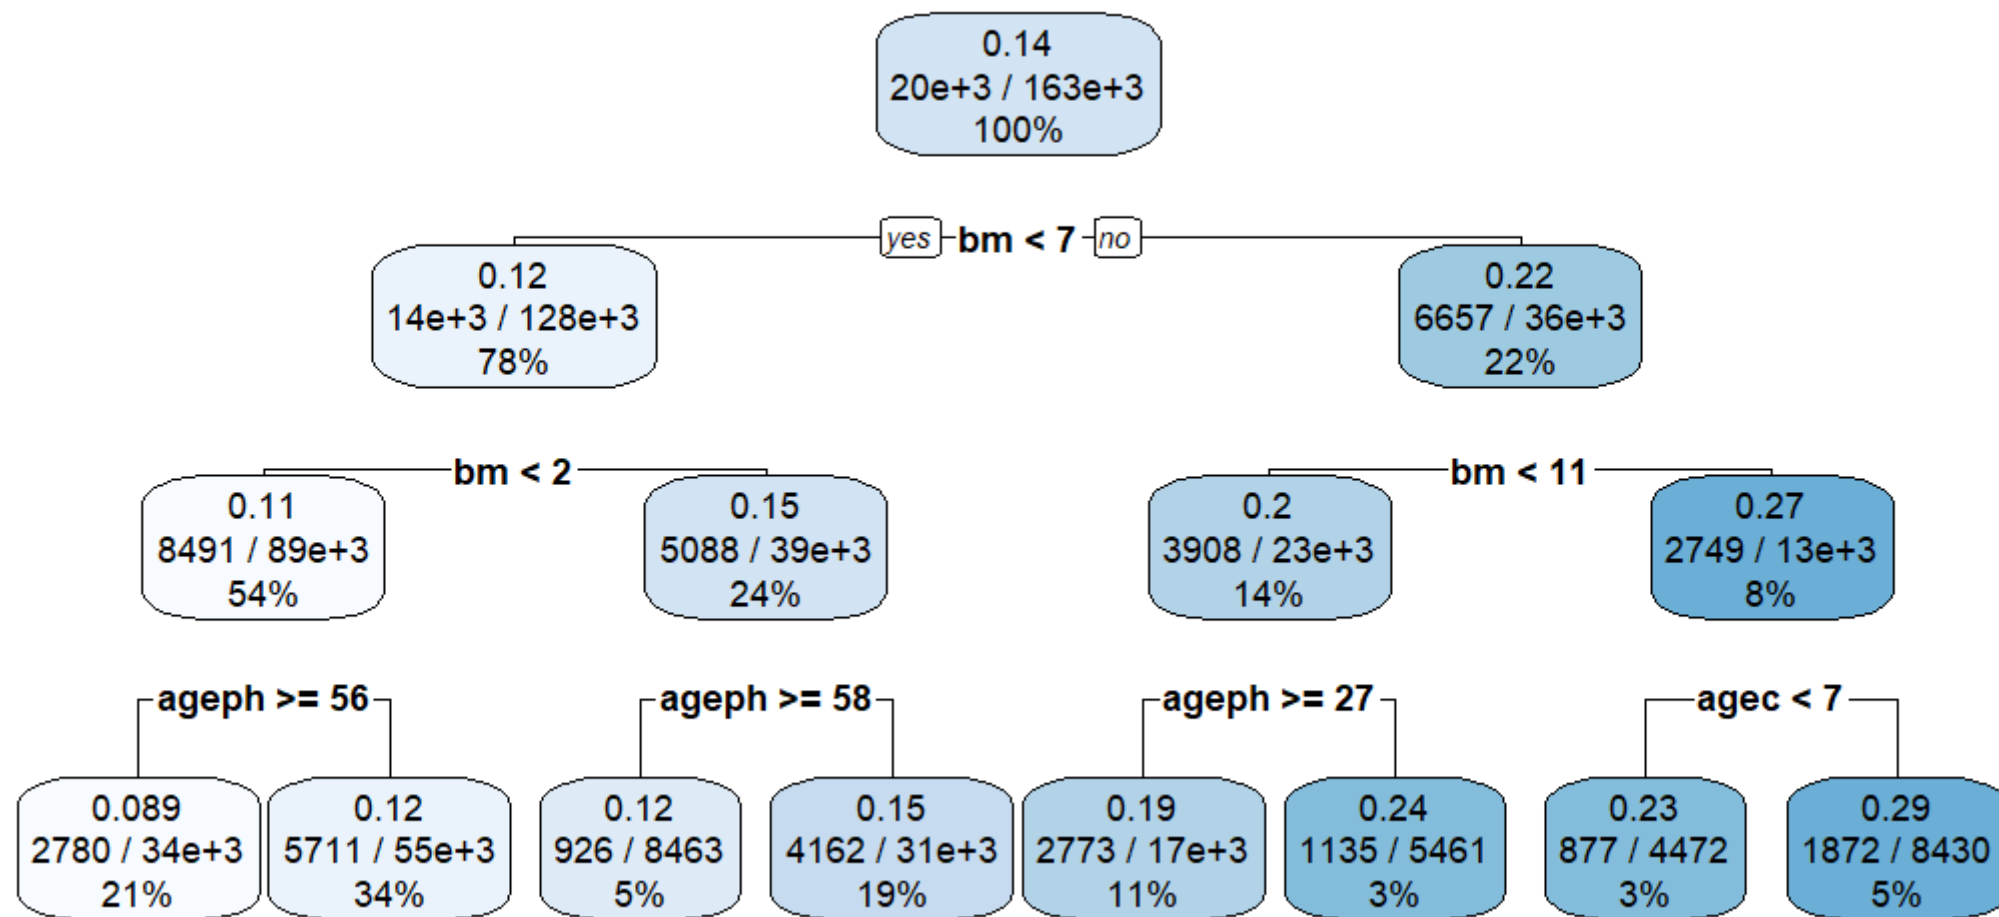 0.14
20e+3 / 163e+3
100%
yes bm < 7 no
0.12
14e+3 / 128e+3
78%
0.22
6657 / 36e+3
22%
bm < 2
bm < 11
0.11
8491 / 89e+3
54%
0.15
5088 / 39e+3
24%
0.2
3908 / 23e+3
14%
0.27
2749 / 13e+3
8%
ageph >= 56
ageph >= 58
ageph >= 27
agec < 7
0.089
2780 / 34e+3
21%
0.12
5711 / 55e+3
34%
0.12
926 / 8463
5%
0.15
4162 / 31e+3
19%
0.19
2773 / 17e+3
11%
0.24
1135 / 5461
3%
0.23
877 / 4472
3%
0.29
1872 / 8430
5%